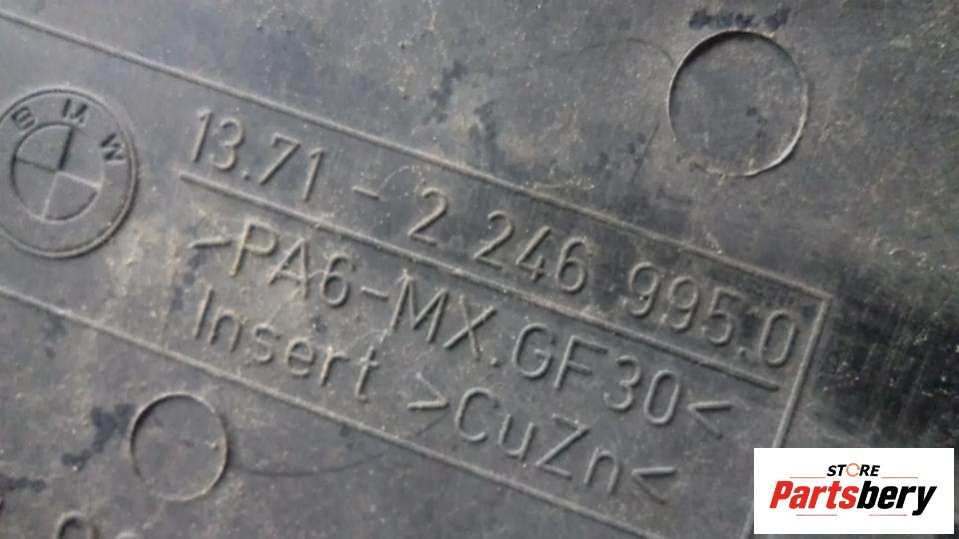 BMW
13.71 - 2 246 995.0
>PA6-MX.GF30<
Insert >CuZn<
STORE
Partsbery